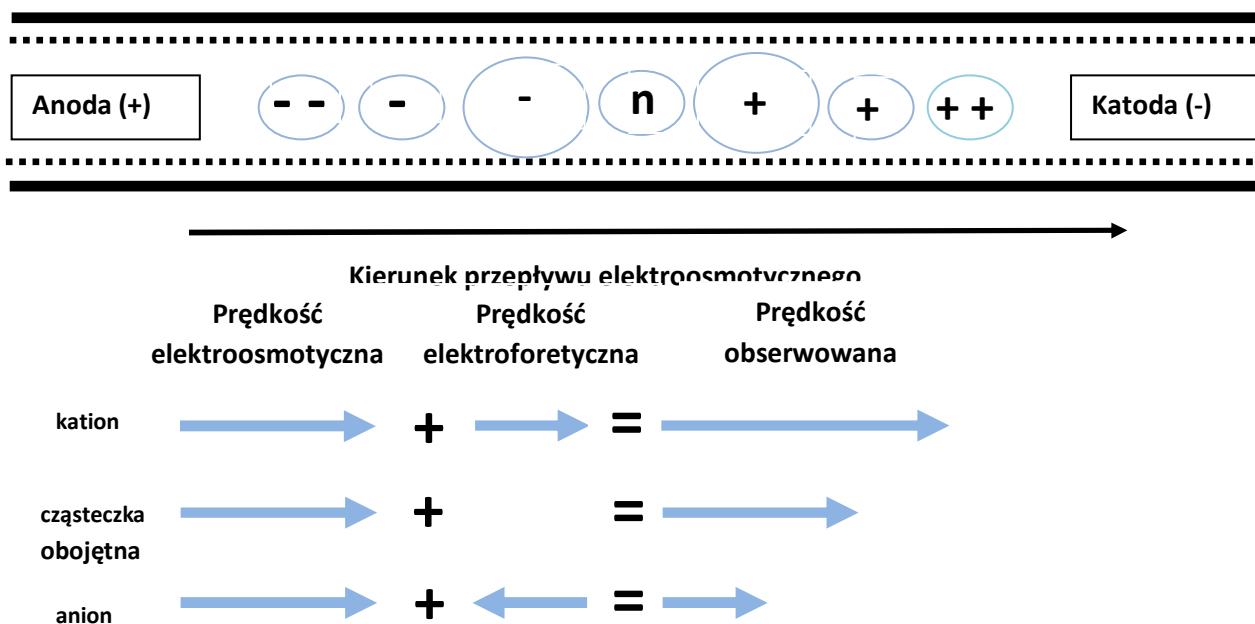 Anoda (+) - - - - n + + + + Katoda (-)
Kierunek przepływu elektroosmotycznego
Prędkość Prędkość Prędkość
elektroosmotyczna elektroforetyczna obserwowana
kation + =
cząsteczka + =
obojętna
anion + =